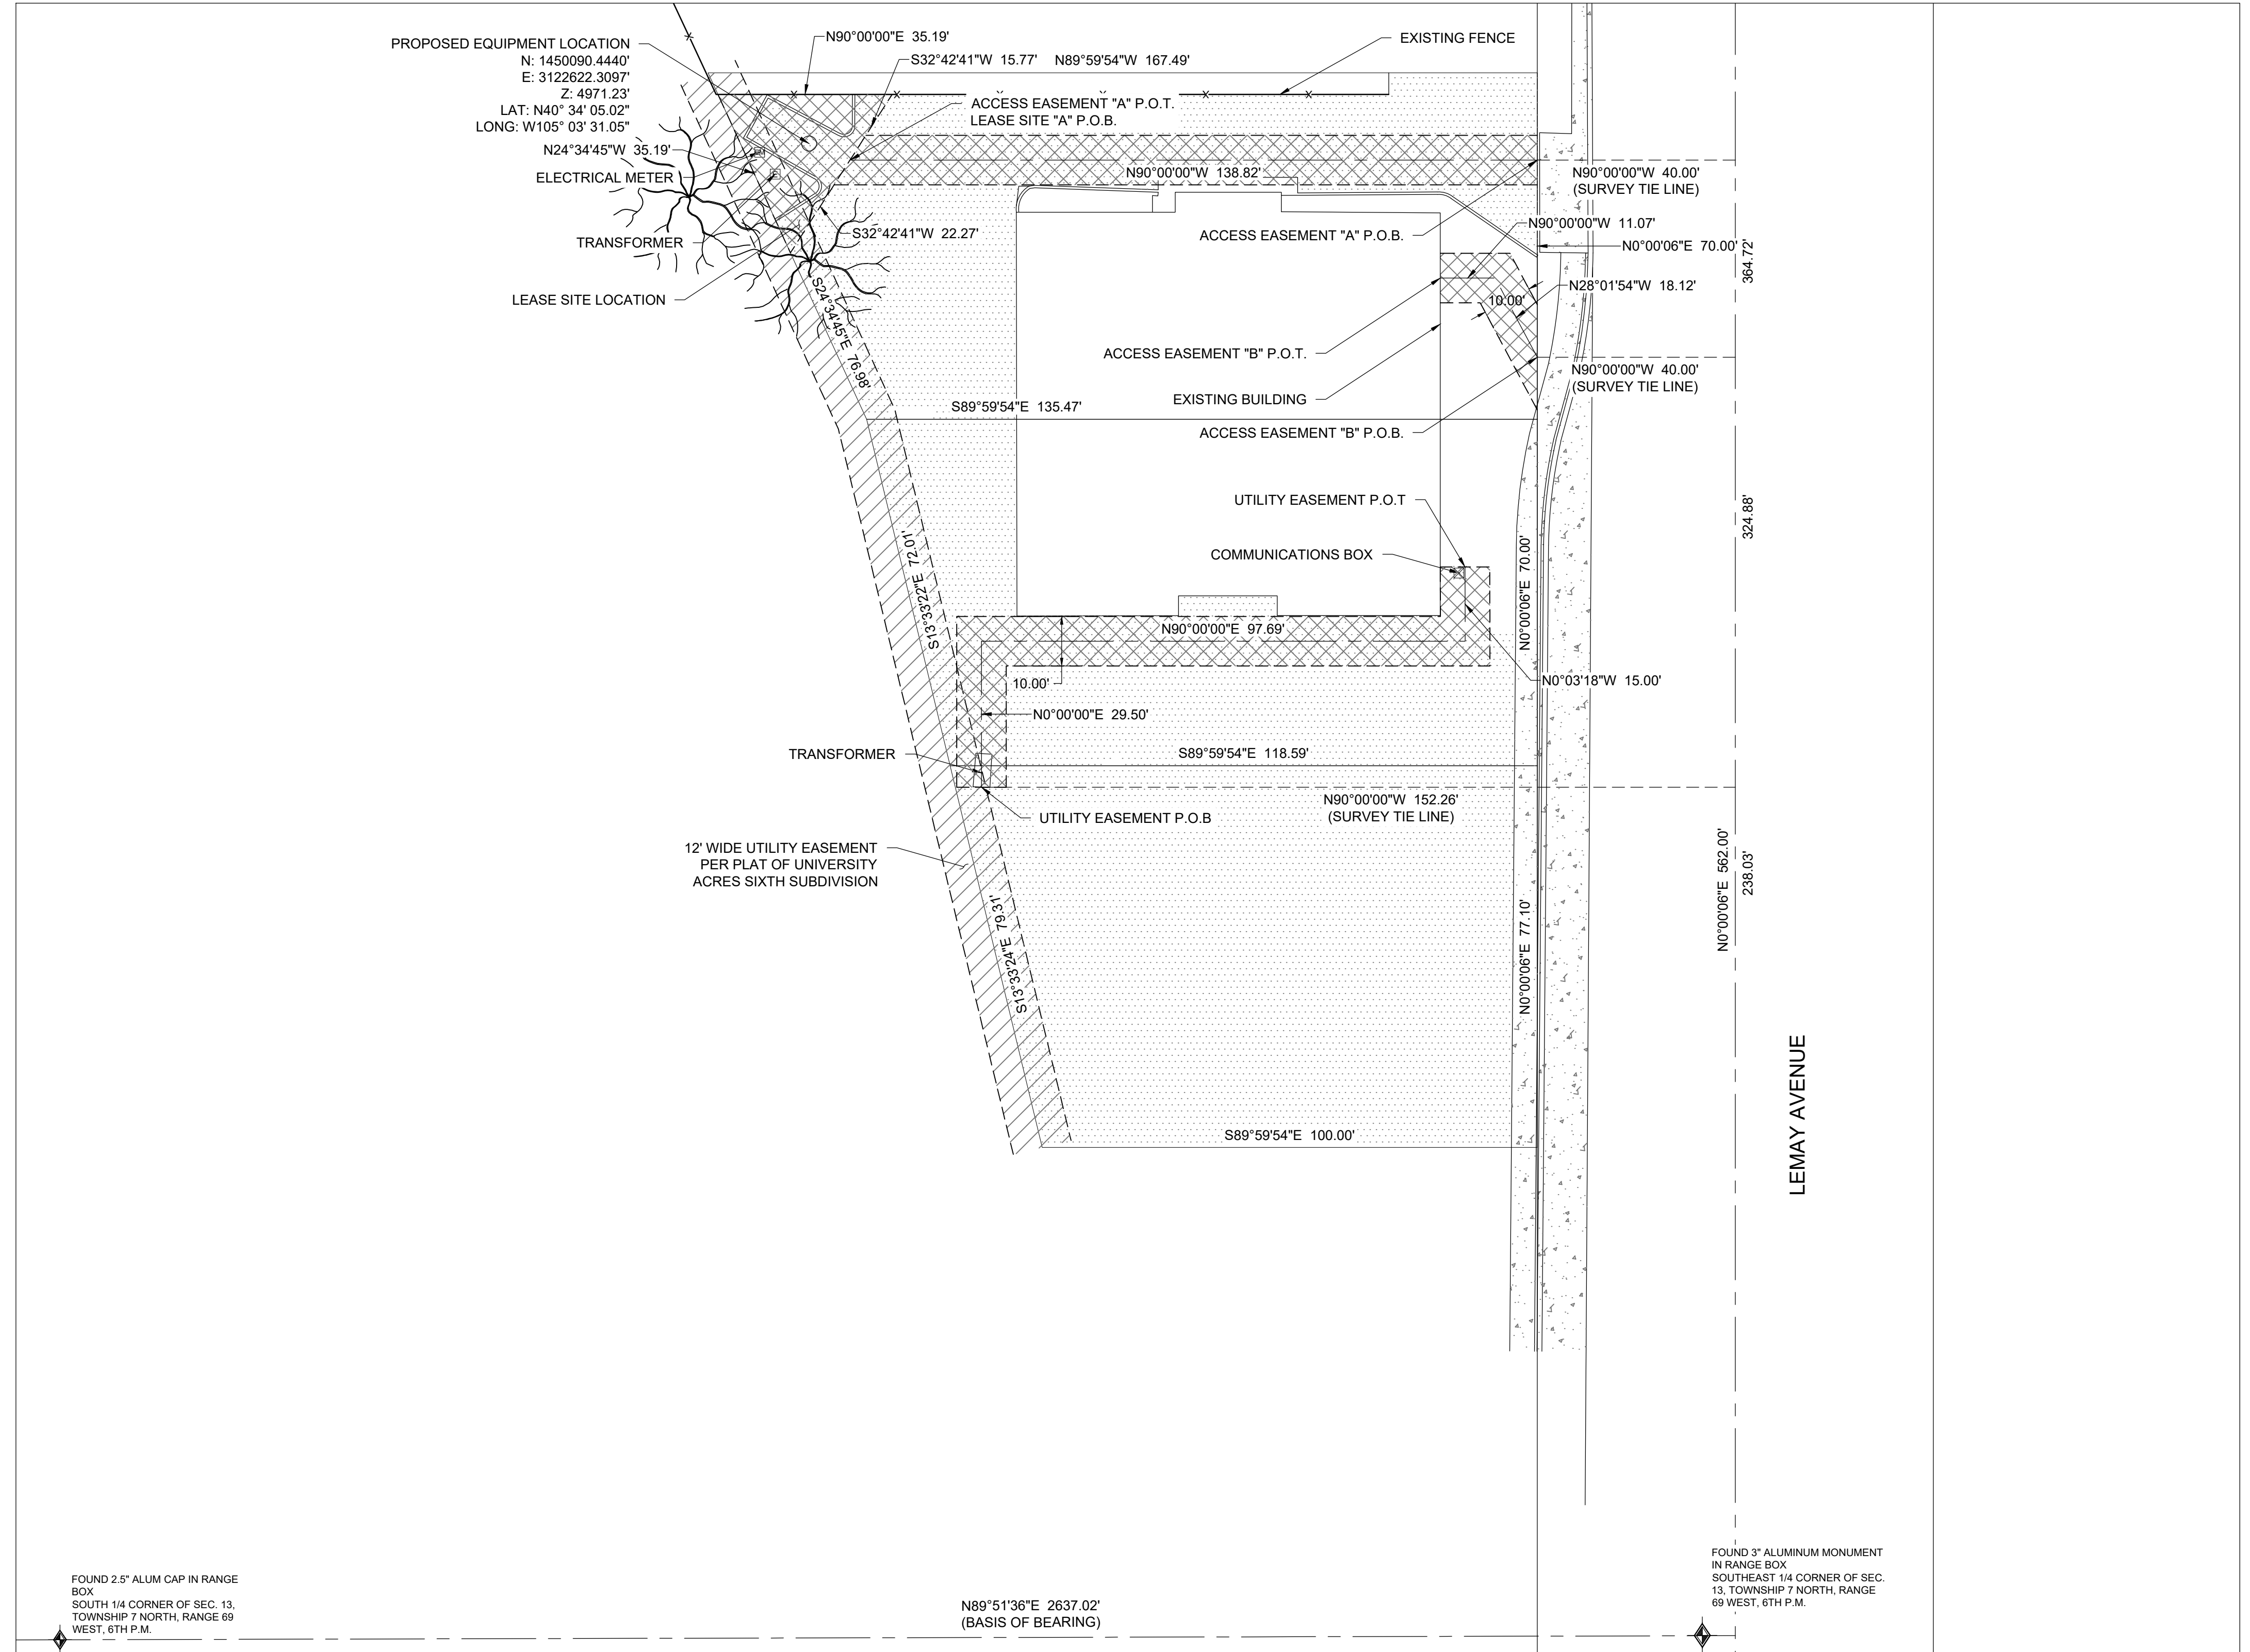 PROPOSED EQUIPMENT LOCATION
N: 1450090.4440'
E: 3122622.3097'
Z: 4971.23'
LAT: N40° 34' 05.02"
LONG: W105° 03' 31.05"
N24°34'45"W 35.19'
ELECTRICAL METER
TRANSFORMER
LEASE SITE LOCATION
N90°00'00"E 35.19'
S32°42'41"W 15.77'
N89°59'54"W 167.49'
EXISTING FENCE
ACCESS EASEMENT "A" P.O.T.
LEASE SITE "A" P.O.B.
N90°00'00"W 138.82'
N90°00'00"W 40.00'
(SURVEY TIE LINE)
S32°42'41"W 22.27'
ACCESS EASEMENT "A" P.O.B.
N90°00'00"W 11.07'
N0°00'06"E 70.00'
364.72'
N28°01'54"W 18.12'
10.00'
S24°34'45"E 76.98'
ACCESS EASEMENT "B" P.O.T.
N90°00'00"W 40.00'
(SURVEY TIE LINE)
EXISTING BUILDING
S89°59'54"E 135.47'
ACCESS EASEMENT "B" P.O.B.
UTILITY EASEMENT P.O.T
324.88'
COMMUNICATIONS BOX
S13°33'22"E 72.01'
N0°00'06"E 70.00'
N90°00'00"E 97.69'
10.00'
N0°03'18"W 15.00'
N0°00'00"E 29.50'
TRANSFORMER
S89°59'54"E 118.59'
N90°00'00"W 152.26'
(SURVEY TIE LINE)
UTILITY EASEMENT P.O.B
12' WIDE UTILITY EASEMENT
PER PLAT OF UNIVERSITY
ACRES SIXTH SUBDIVISION
N0°00'06"E 562.00'
238.03'
S13°33'24"E 79.31'
N0°00'06"E 77.10'
S89°59'54"E 100.00'
LEMAY AVENUE
FOUND 2.5" ALUM CAP IN RANGE
BOX
SOUTH 1/4 CORNER OF SEC. 13,
TOWNSHIP 7 NORTH, RANGE 69
WEST, 6TH P.M.
N89°51'36"E 2637.02'
(BASIS OF BEARING)
FOUND 3" ALUMINUM MONUMENT
IN RANGE BOX
SOUTHEAST 1/4 CORNER OF SEC.
13, TOWNSHIP 7 NORTH, RANGE
69 WEST, 6TH P.M.